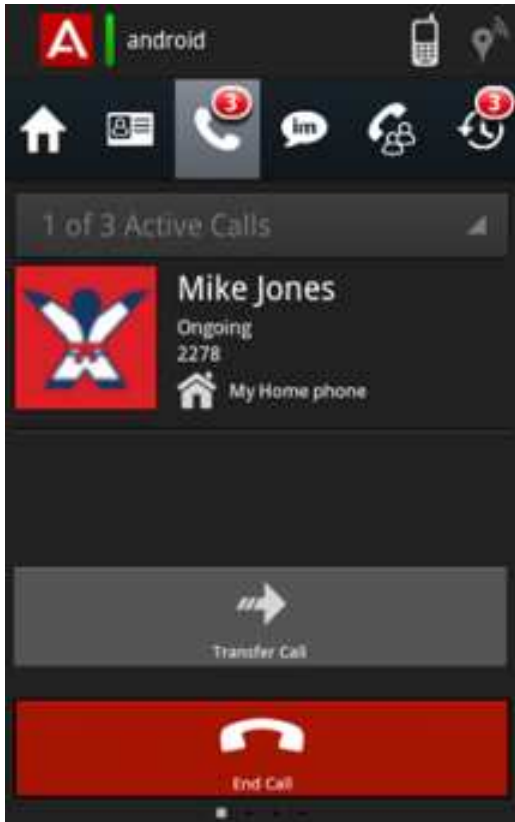 A
android
3
im
3
1 of 3 Active Calls
Mike Jones
Ongoing
2278
My Home phone
Transfer Call
End Call